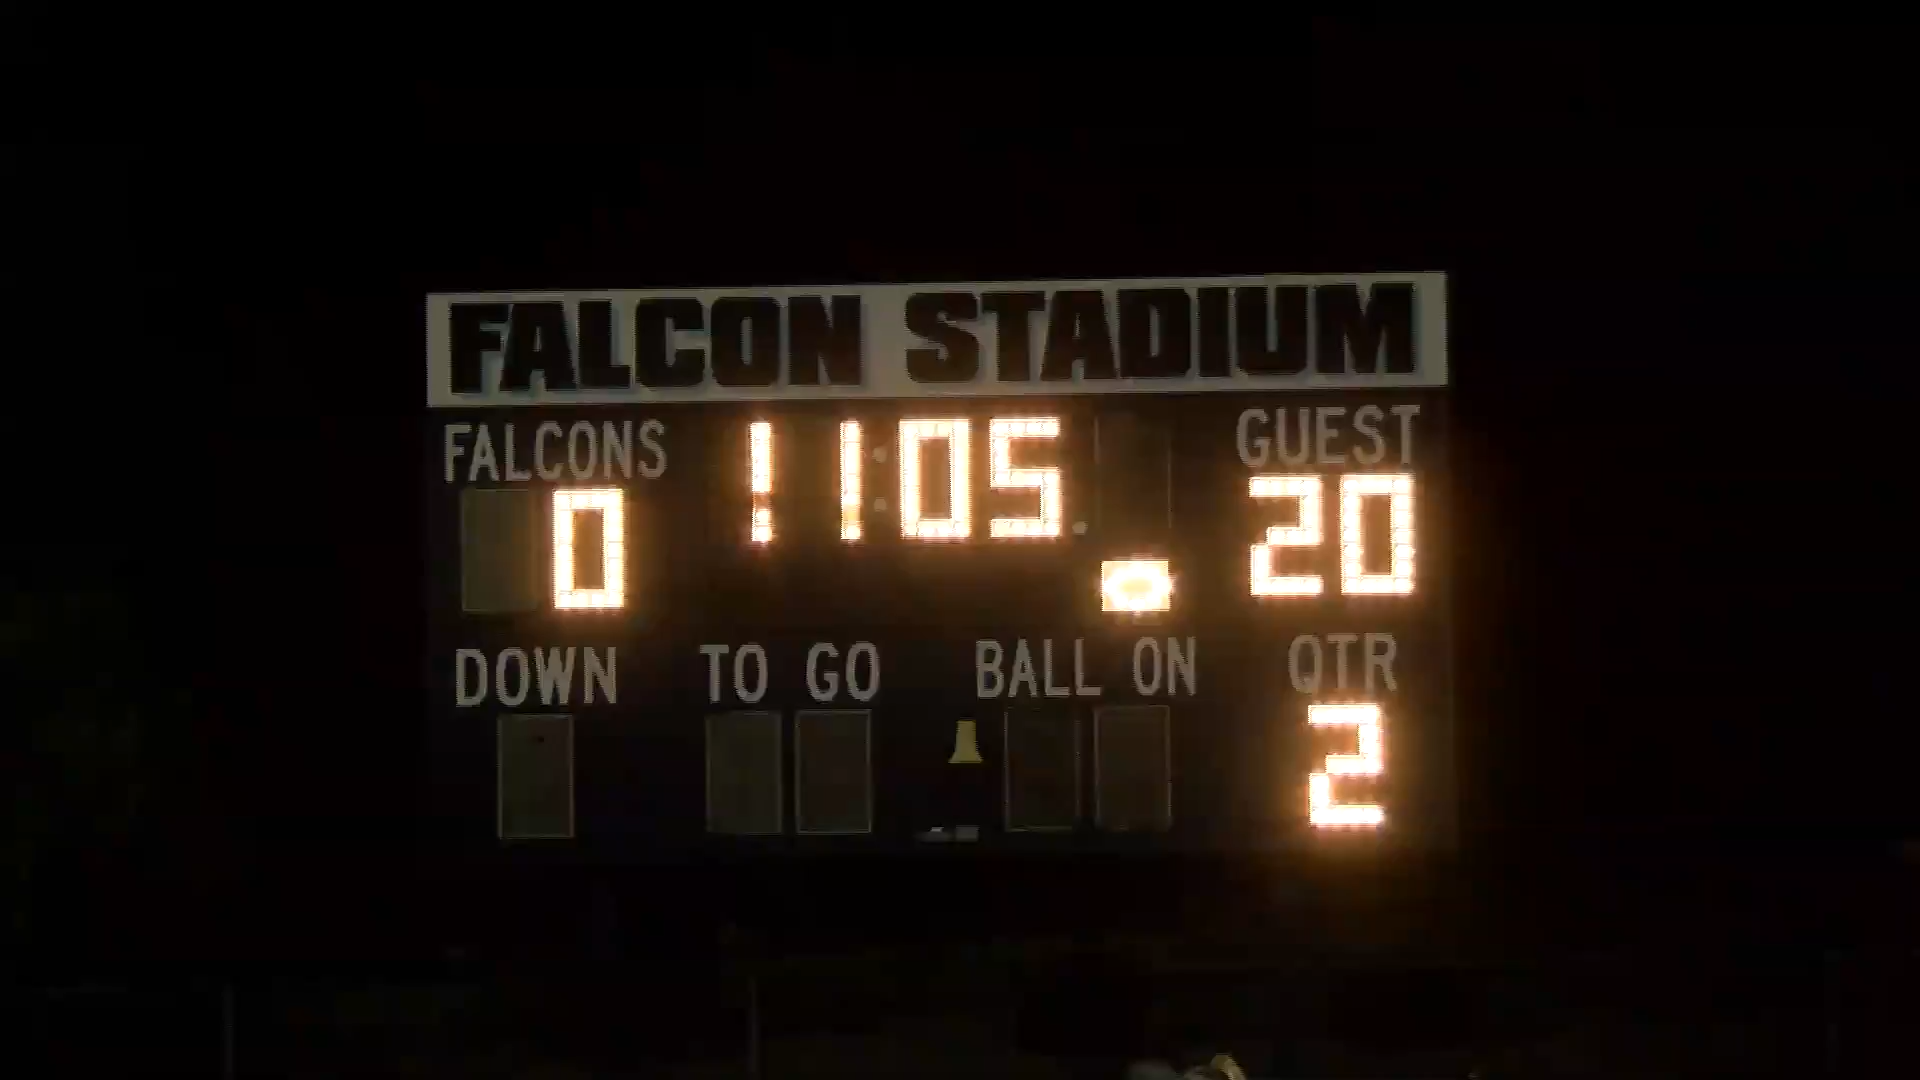 FALCON STADIUM
FALCONS 11:05 GUEST
0 20
DOWN TO GO BALL ON QTR
2